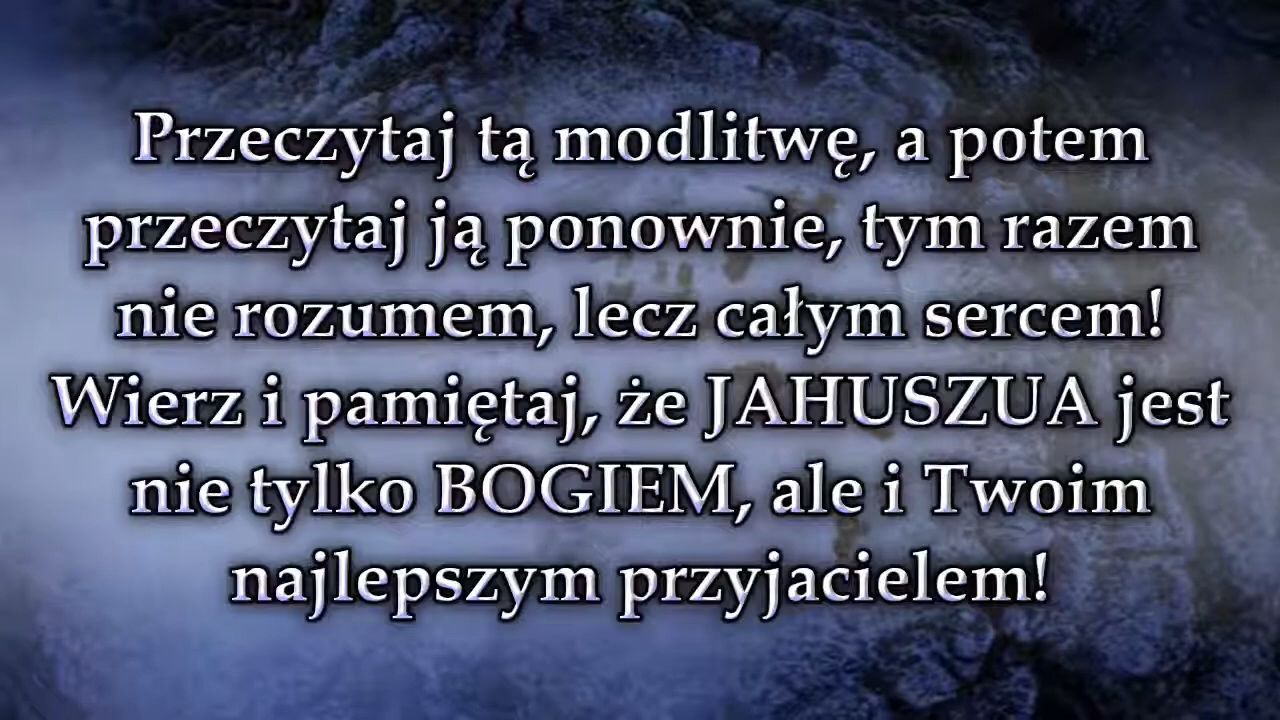 Przeczytaj tą modlitwę, a potem
przeczytaj ją ponownie, tym razem
nie rozumem, lecz całym sercem!
Wierz i pamiętaj, że JAHUSZUA jest
nie tylko BOGIEM, ale i Twoim
najlepszym przyjacielem!